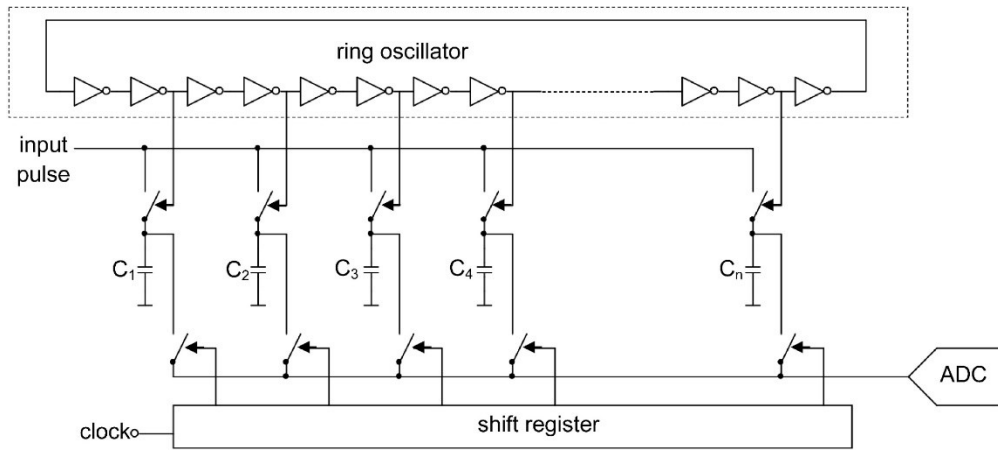 ring oscillator
input
pulse
C1 C2 C3 C4 Cn
ADC
shift register
clock